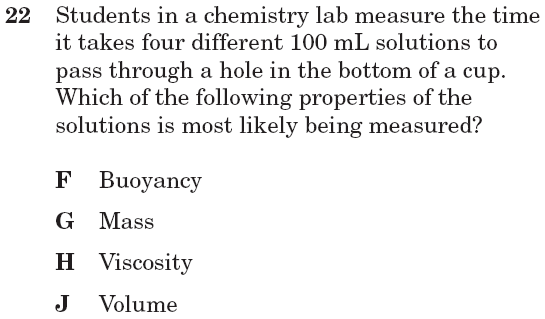 22 Students in a chemistry lab measure the time
it takes four different 100 mL solutions to
pass through a hole in the bottom of a cup.
Which of the following properties of the
solutions is most likely being measured?
F Buoyancy
G Mass
H Viscosity
J Volume